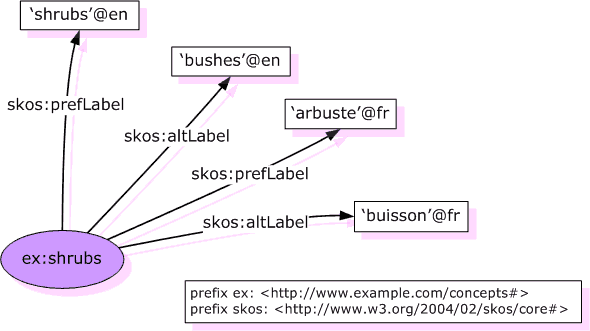 ‘shrubs’@en
‘bushes’@en
skos:prefLabel
‘arbuste’@fr
skos:altLabel
skos:prefLabel
‘buisson’@fr
skos:altLabel
ex:shrubs
prefix ex: <http://www.example.com/concepts#>
prefix skos: <http://www.w3.org/2004/02/skos/core#>